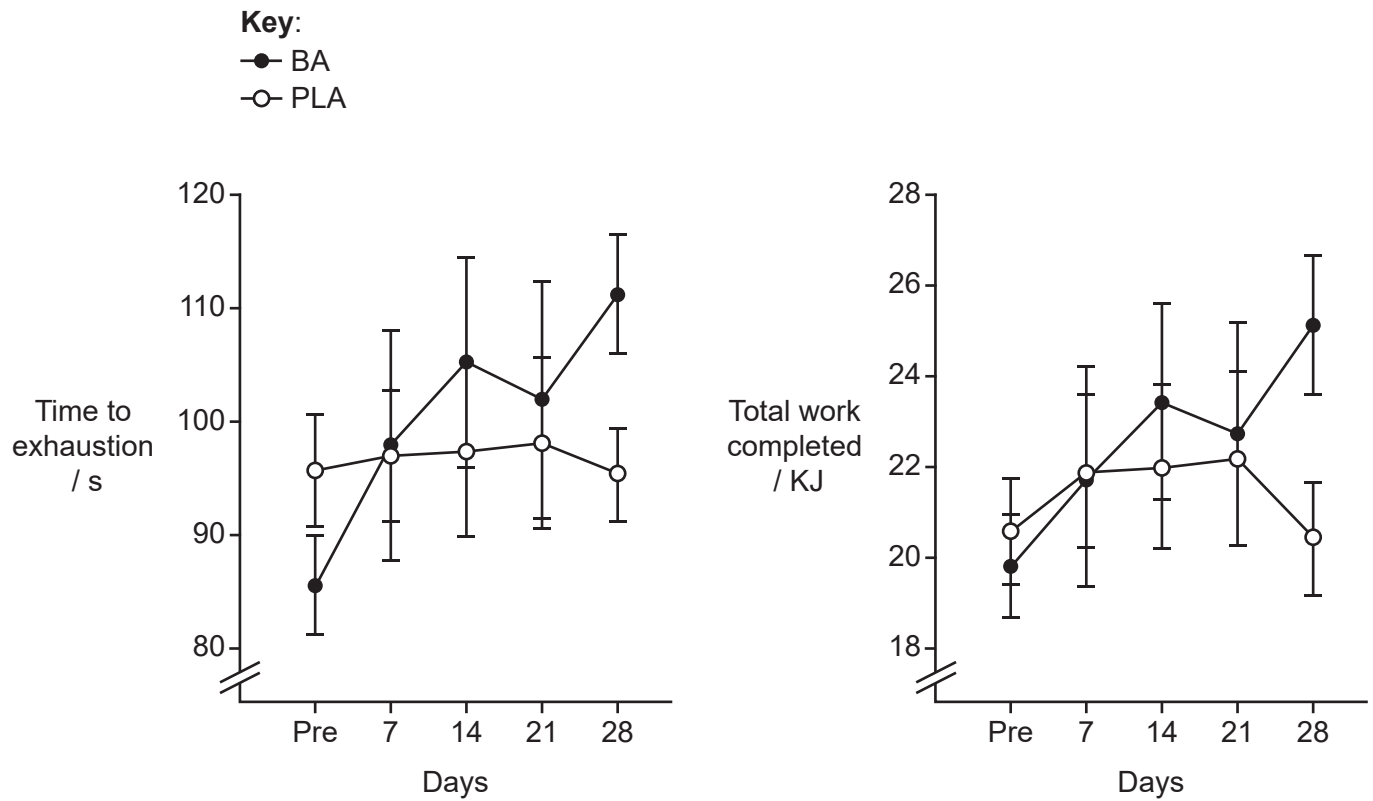 Key:
BA
PLA
120
110
100
90
80
Time to
exhaustion
/ s
Pre 7 14 21 28
Days
28
26
24
22
20
18
Total work
completed
/ KJ
Pre 7 14 21 28
Days